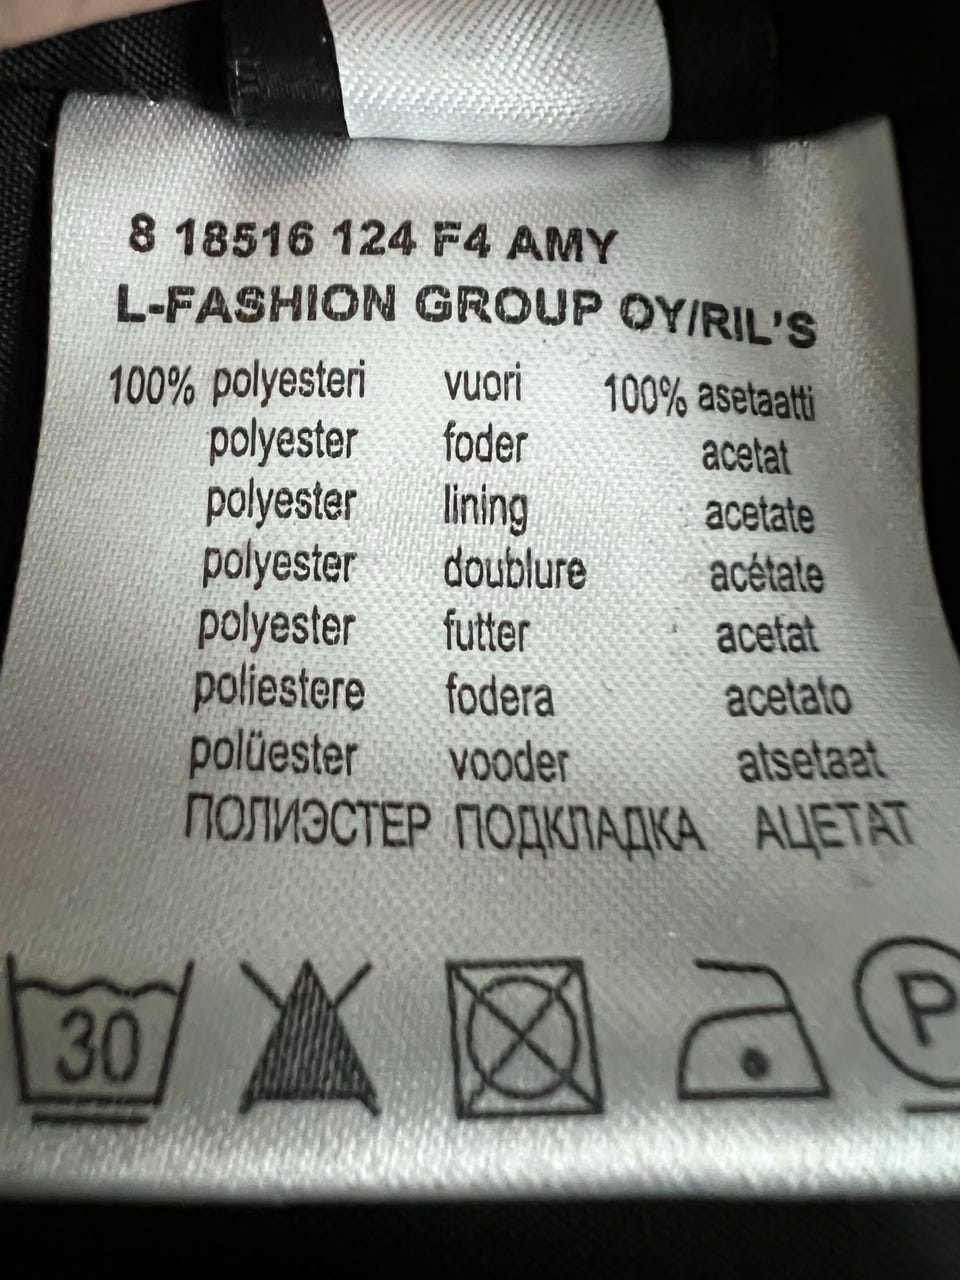 8 18516 124 F4 AMY
L-FASHION GROUP OY/RIL'S
100% polyesteri vuori 100% asetaatti
polyester foder acetat
polyester lining acetate
polyester doublure acétate
polyester futter acetat
poliestere fodera acetato
polüester vooder atsetaat
ПОЛИЭСТЕР ПОДКЛАДКА АЦЕТАТ
30 P